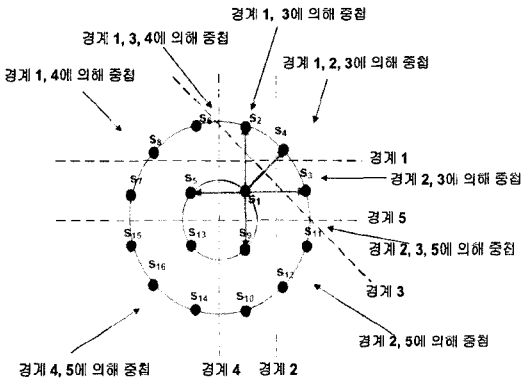 경계 1, 3에 의해 중첩
경계 1, 3, 4에 의해 중첩
경계 1, 2, 3에 의해 중첩
경계 1, 4에 의해 중첩
S2
S4
S8
경계 1
S7
S5
S3
경계 2, 3에 의해 중첩
S1
경계 5
S15
S13
S9
S11
경계 2, 3, 5에 의해 중첩
S16
S12
경계 3
S14
S10
경계 2, 5에 의해 중첩
경계 4, 5에 의해 중첩
경계 4
경계 2